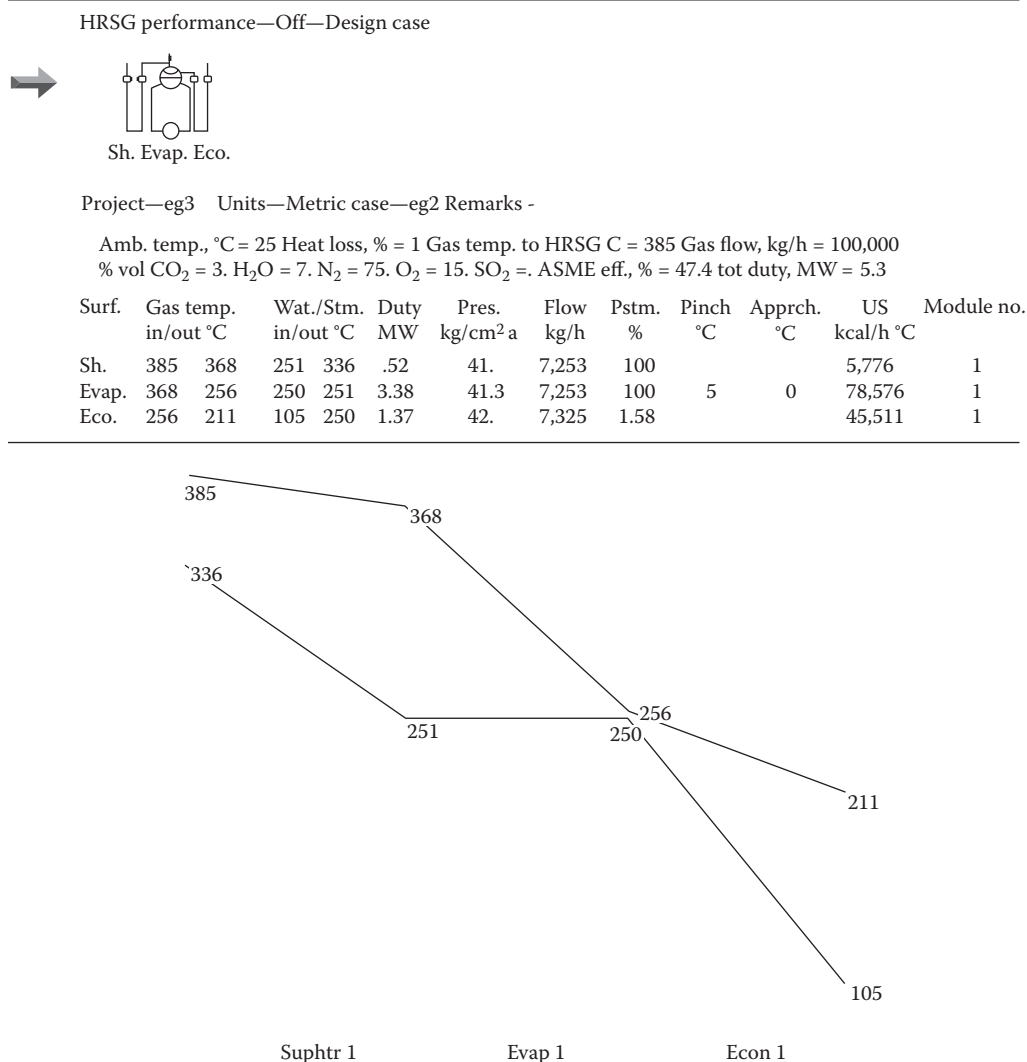 HRSG performance—Off—Design case
Sh. Evap. Eco.
Project—eg3 Units—Metric case—eg2 Remarks -
Amb. temp., °C = 25 Heat loss, % = 1 Gas temp. to HRSG C = 385 Gas flow, kg/h = 100,000
% vol CO₂ = 3. H₂O = 7. N₂ = 75. O₂ = 15. SO₂ =. ASME eff., % = 47.4 tot duty, MW = 5.3
Surf. Gas temp. Wat./Stm. Duty Pres. Flow Pstm. Pinch Apprch. US Module no.
in/out °C in/out °C MW kg/cm² a kg/h % °C °C kcal/h °C
Sh. 385 368 251 336 .52 41. 7,253 100 5,776 1
Evap. 368 256 250 251 3.38 41.3 7,253 100 5 0 78,576 1
Eco. 256 211 105 250 1.37 42. 7,325 1.58 45,511 1
385
368
336
256
251
250
211
105
Suphtr 1 Evap 1 Econ 1